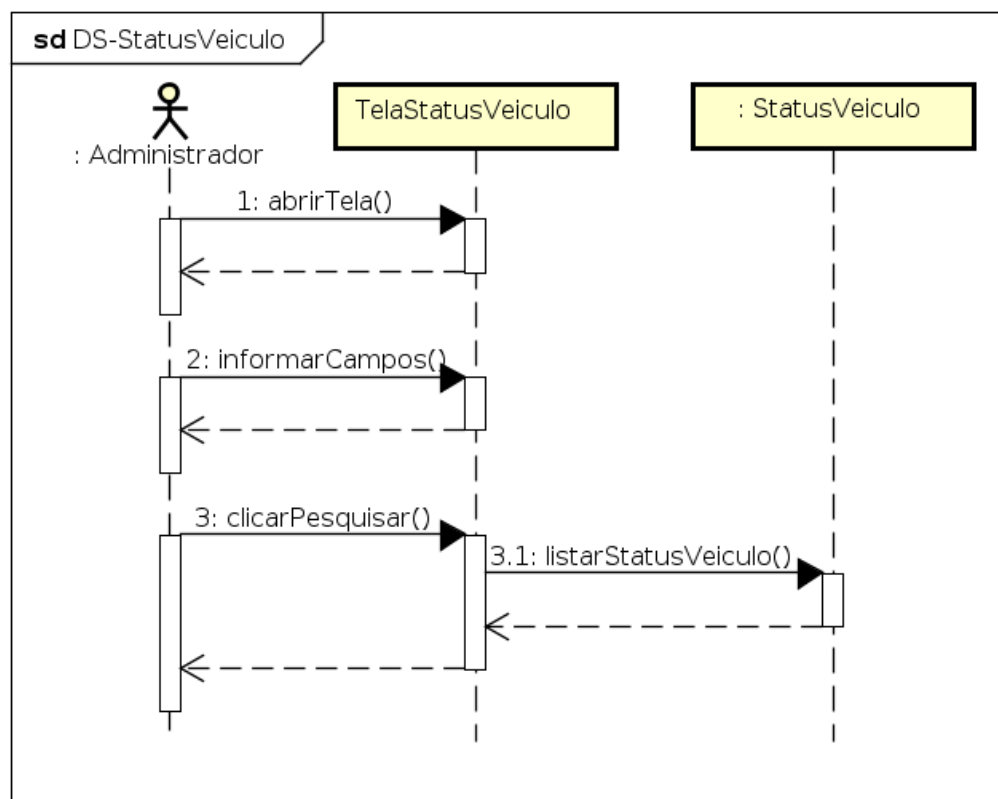 sd DS-StatusVeiculo
: Administrador
TelaStatusVeiculo
: StatusVeiculo
1: abrirTela()
2: informarCampos()
3: clicarPesquisar()
3.1: listarStatusVeiculo()